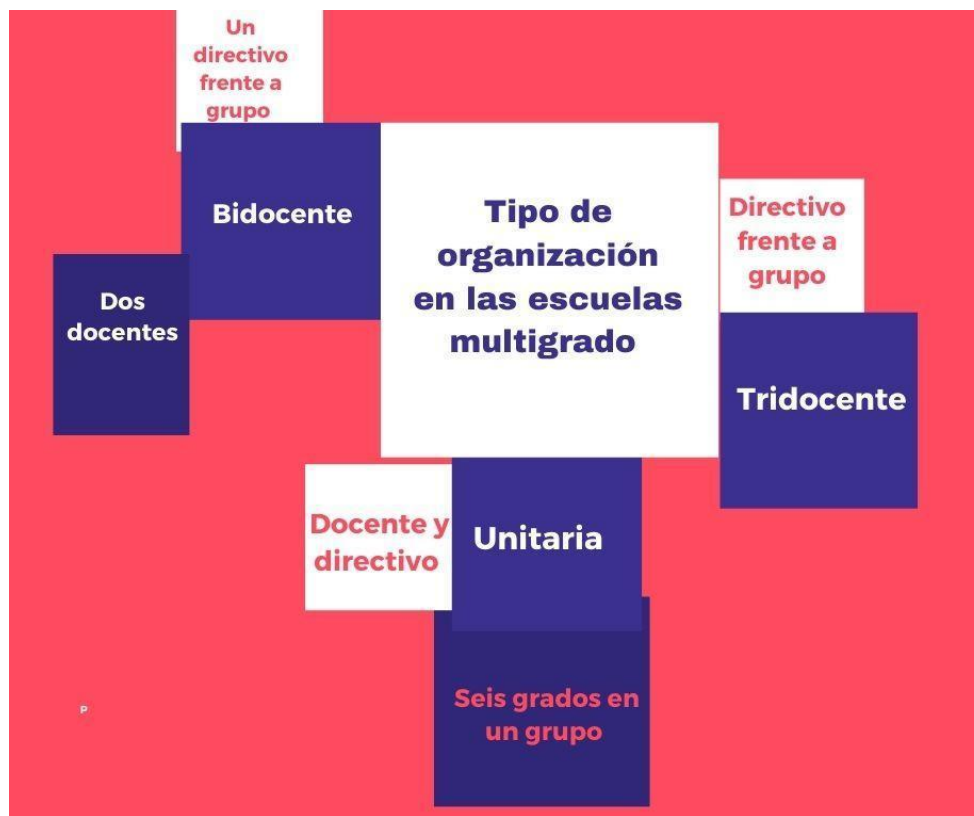 Un
directivo
frente a
grupo
Bidocente
Dos
docentes
Tipo de
organización
en las escuelas
multigrado
Directivo
frente a
grupo
Tridocente
Docente y
directivo
Unitaria
Seis grados en
un grupo
P